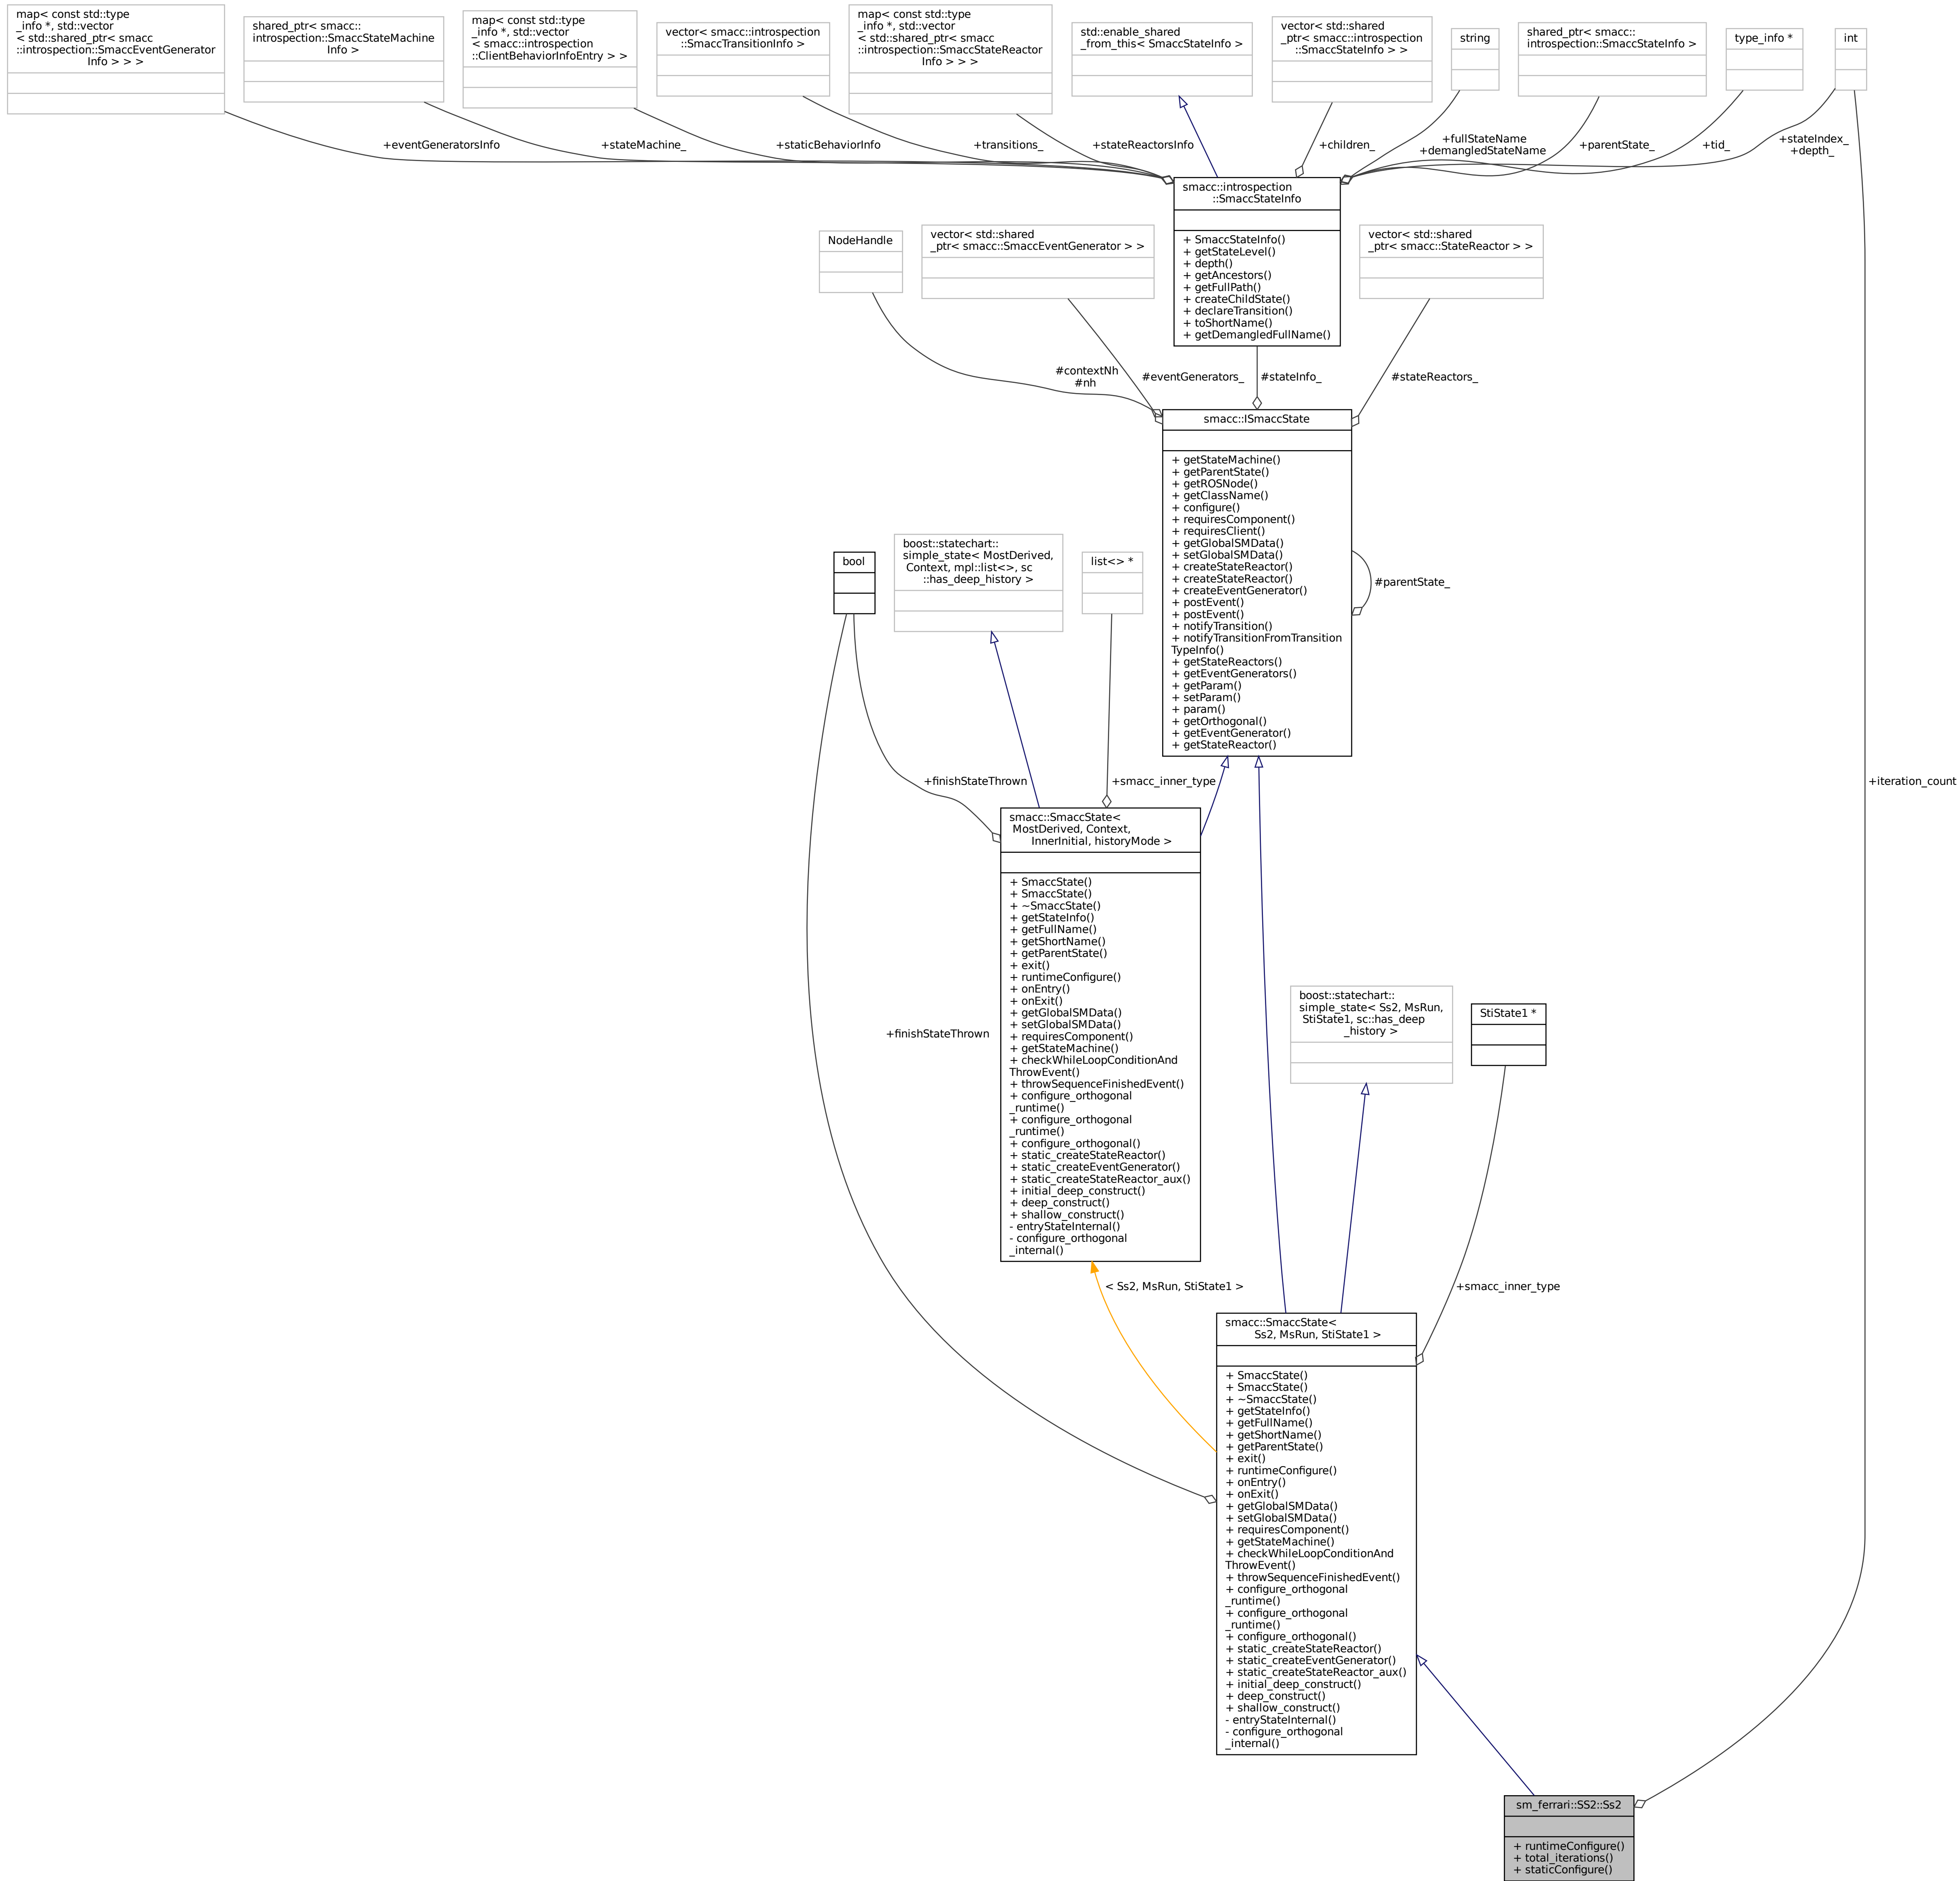 map< const std::type
_info *, std::vector
< std::shared_ptr< smacc
::introspection::SmaccEventGenerator
Info > > >
shared_ptr< smacc::
introspection::SmaccStateMachine
Info >
map< const std::type
_info *, std::vector
< smacc::introspection
::ClientBehaviorInfoEntry > >
vector< smacc::introspection
::SmaccTransitionInfo >
map< const std::type
_info *, std::vector
< std::shared_ptr< smacc
::introspection::SmaccStateReactor
Info > > >
std::enable_shared
_from_this< SmaccStateInfo >
vector< std::shared
_ptr< smacc::introspection
::SmaccStateInfo > >
string
shared_ptr< smacc::
introspection::SmaccStateInfo >
type_info *
int
+eventGeneratorsInfo
+stateMachine_
+staticBehaviorInfo
+transitions_
+stateReactorsInfo
+children_
+fullStateName
+demangledStateName
+parentState_
+tid_
+stateIndex_
+depth_
smacc::introspection
::SmaccStateInfo
+ SmaccStateInfo()
+ getStateLevel()
+ depth()
+ getAncestors()
+ getFullPath()
+ createChildState()
+ declareTransition()
+ toShortName()
+ getDemangledFullName()
NodeHandle
vector< std::shared
_ptr< smacc::SmaccEventGenerator > >
vector< std::shared
_ptr< smacc::StateReactor > >
#contextNh
#nh
#eventGenerators_
#stateInfo_
#stateReactors_
smacc::ISmaccState
+ getStateMachine()
+ getParentState()
+ getROSNode()
+ getClassName()
+ configure()
+ requiresComponent()
+ requiresClient()
+ getGlobalSMData()
+ setGlobalSMData()
+ createStateReactor()
+ createStateReactor()
+ createEventGenerator()
+ postEvent()
+ postEvent()
+ notifyTransition()
+ notifyTransitionFromTransition
TypeInfo()
+ getStateReactors()
+ getEventGenerators()
+ getParam()
+ setParam()
+ param()
+ getOrthogonal()
+ getEventGenerator()
+ getStateReactor()
#parentState_
bool
boost::statechart::
simple_state< MostDerived,
Context, mpl::list<>, sc
::has_deep_history >
list<> *
+finishStateThrown
+smacc_inner_type
+iteration_count
smacc::SmaccState<
MostDerived, Context,
InnerInitial, historyMode >
+ SmaccState()
+ SmaccState()
+ ~SmaccState()
+ getStateInfo()
+ getFullName()
+ getShortName()
+ getParentState()
+ exit()
+ runtimeConfigure()
+ onEntry()
+ onExit()
+ getGlobalSMData()
+ setGlobalSMData()
+ requiresComponent()
+ getStateMachine()
+ checkWhileLoopConditionAnd
ThrowEvent()
+ throwSequenceFinishedEvent()
+ configure_orthogonal
_runtime()
+ configure_orthogonal
_runtime()
+ configure_orthogonal()
+ static_createStateReactor()
+ static_createEventGenerator()
+ static_createStateReactor_aux()
+ initial_deep_construct()
+ deep_construct()
+ shallow_construct()
- entryStateInternal()
- configure_orthogonal
_internal()
+finishStateThrown
boost::statechart::
simple_state< Ss2, MsRun,
StiState1, sc::has_deep
_history >
StiState1 *
< Ss2, MsRun, StiState1 >
+smacc_inner_type
smacc::SmaccState<
Ss2, MsRun, StiState1 >
+ SmaccState()
+ SmaccState()
+ ~SmaccState()
+ getStateInfo()
+ getFullName()
+ getShortName()
+ getParentState()
+ exit()
+ runtimeConfigure()
+ onEntry()
+ onExit()
+ getGlobalSMData()
+ setGlobalSMData()
+ requiresComponent()
+ getStateMachine()
+ checkWhileLoopConditionAnd
ThrowEvent()
+ throwSequenceFinishedEvent()
+ configure_orthogonal
_runtime()
+ configure_orthogonal
_runtime()
+ configure_orthogonal()
+ static_createStateReactor()
+ static_createEventGenerator()
+ static_createStateReactor_aux()
+ initial_deep_construct()
+ deep_construct()
+ shallow_construct()
- entryStateInternal()
- configure_orthogonal
_internal()
sm_ferrari::SS2::Ss2
+ runtimeConfigure()
+ total_iterations()
+ staticConfigure()